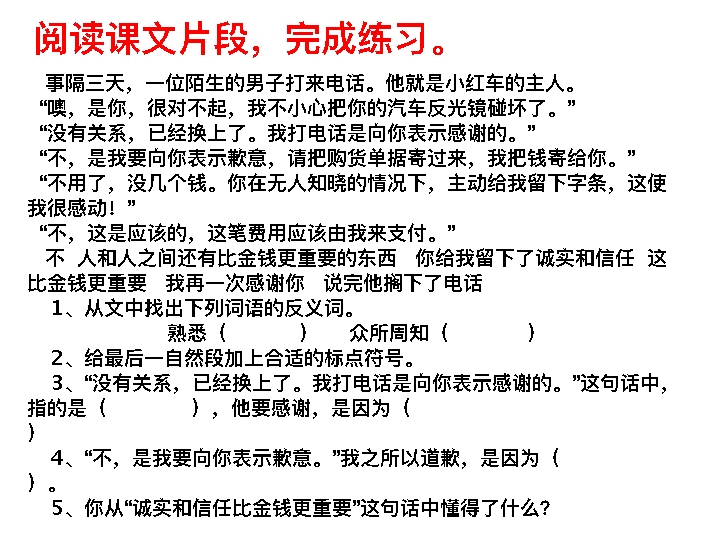 阅读课文片段，完成练习。
事隔三天，一位陌生的男子打来电话。他就是小红车的主人。
“噢，是你，很对不起，我不小心把你的汽车反光镜碰坏了。”
“没有关系，已经换上了。我打电话是向你表示感谢的。”
“不，是我要向你表示歉意，请把购货单据寄过来，我把钱寄给你。”
“不用了，没几个钱。你在无人知晓的情况下，主动给我留下字条，这使
我很感动！”
“不，这是应该的，这笔费用应该由我来支付。”
不 人和人之间还有比金钱更重要的东西 你给我留下了诚实和信任 这
比金钱更重要 我再一次感谢你 说完他搁下了电话
1、从文中找出下列词语的反义词。
熟悉（ ） 众所周知（ ）
2、给最后一自然段加上合适的标点符号。
3、“没有关系，已经换上了。我打电话是向你表示感谢的。”这句话中，
指的是（ ），他要感谢，是因为（
）
4、“不，是我要向你表示歉意。”我之所以道歉，是因为（
）。
5、你从“诚实和信任比金钱更重要”这句话中懂得了什么？